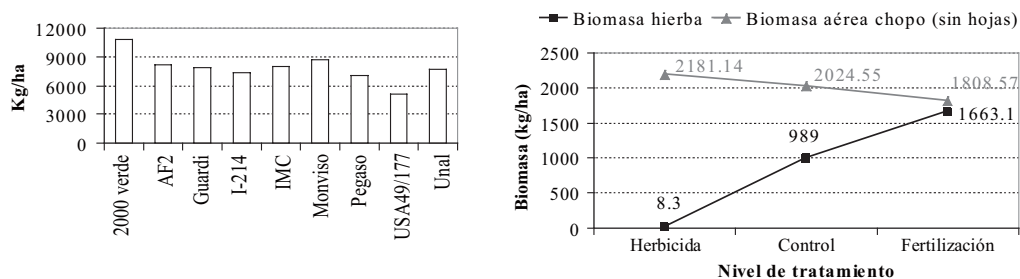 Kg/ha
12000
9000
6000
3000
0
2000 verde
AF2
Guardi
I-214
IMC
Monviso
Pegaso
USA49/177
Unal
Biomasa hierba
Biomasa aérea chopo (sin hojas)
Biomasa (kg/ha)
2500
2000
1500
1000
500
0
2181.14
2024.55
1808.57
8.3
989
1663.1
Herbicida
Control
Fertilización
Nivel de tratamiento